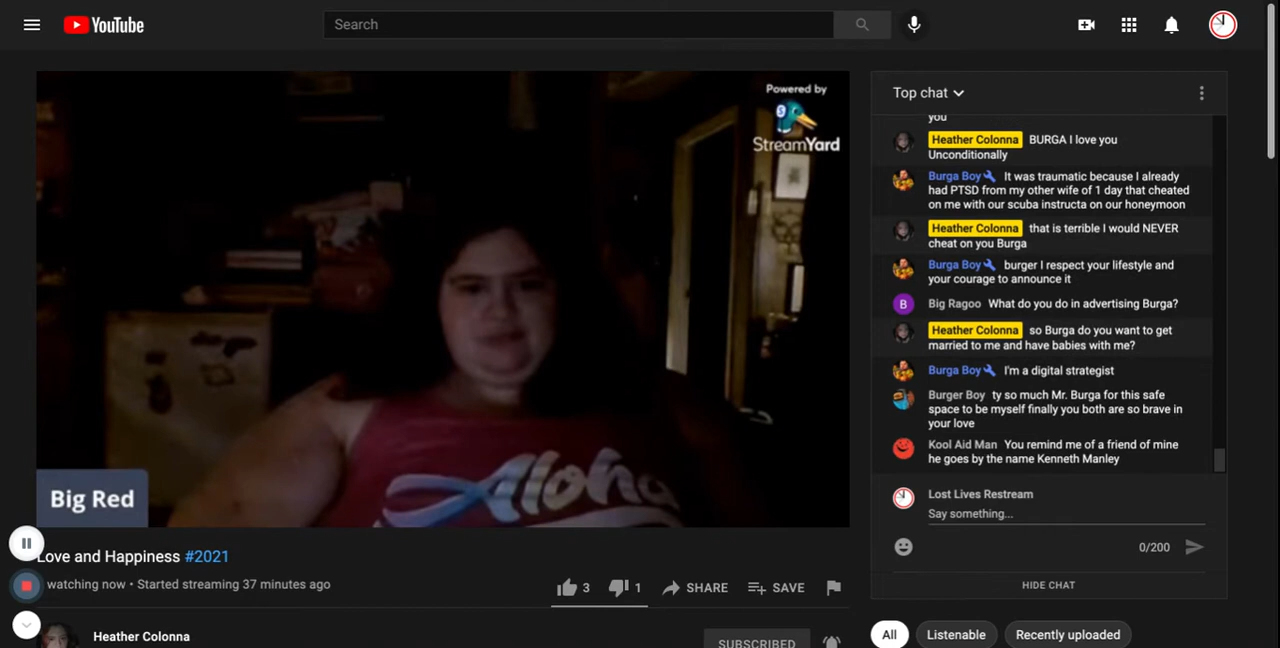 YouTube
Search
Powered by
StreamYard
Aloha
Big Red
Love and Happiness #2021
watching now • Started streaming 37 minutes ago
3
1
SHARE
SAVE
Heather Colonna
SUBSCRIBED
Top chat
you
Heather Colonna BURGA I love you
Unconditionally
Burga Boy It was traumatic because I already
had PTSD from my other wife of 1 day that cheated
on me with our scuba instructa on our honeymoon
Heather Colonna that is terrible I would NEVER
cheat on you Burga
Burga Boy burger I respect your lifestyle and
your courage to announce it
B
Big Ragoo What do you do in advertising Burga?
Heather Colonna so Burga do you want to get
married to me and have babies with me?
Burga Boy I'm a digital strategist
Burger Boy ty so much Mr. Burga for this safe
space to be myself finally you both are so brave in
your love
Kool Aid Man You remind me of a friend of mine
he goes by the name Kenneth Manley
Lost Lives Restream
Say something...
0/200
HIDE CHAT
All
Listenable
Recently uploaded